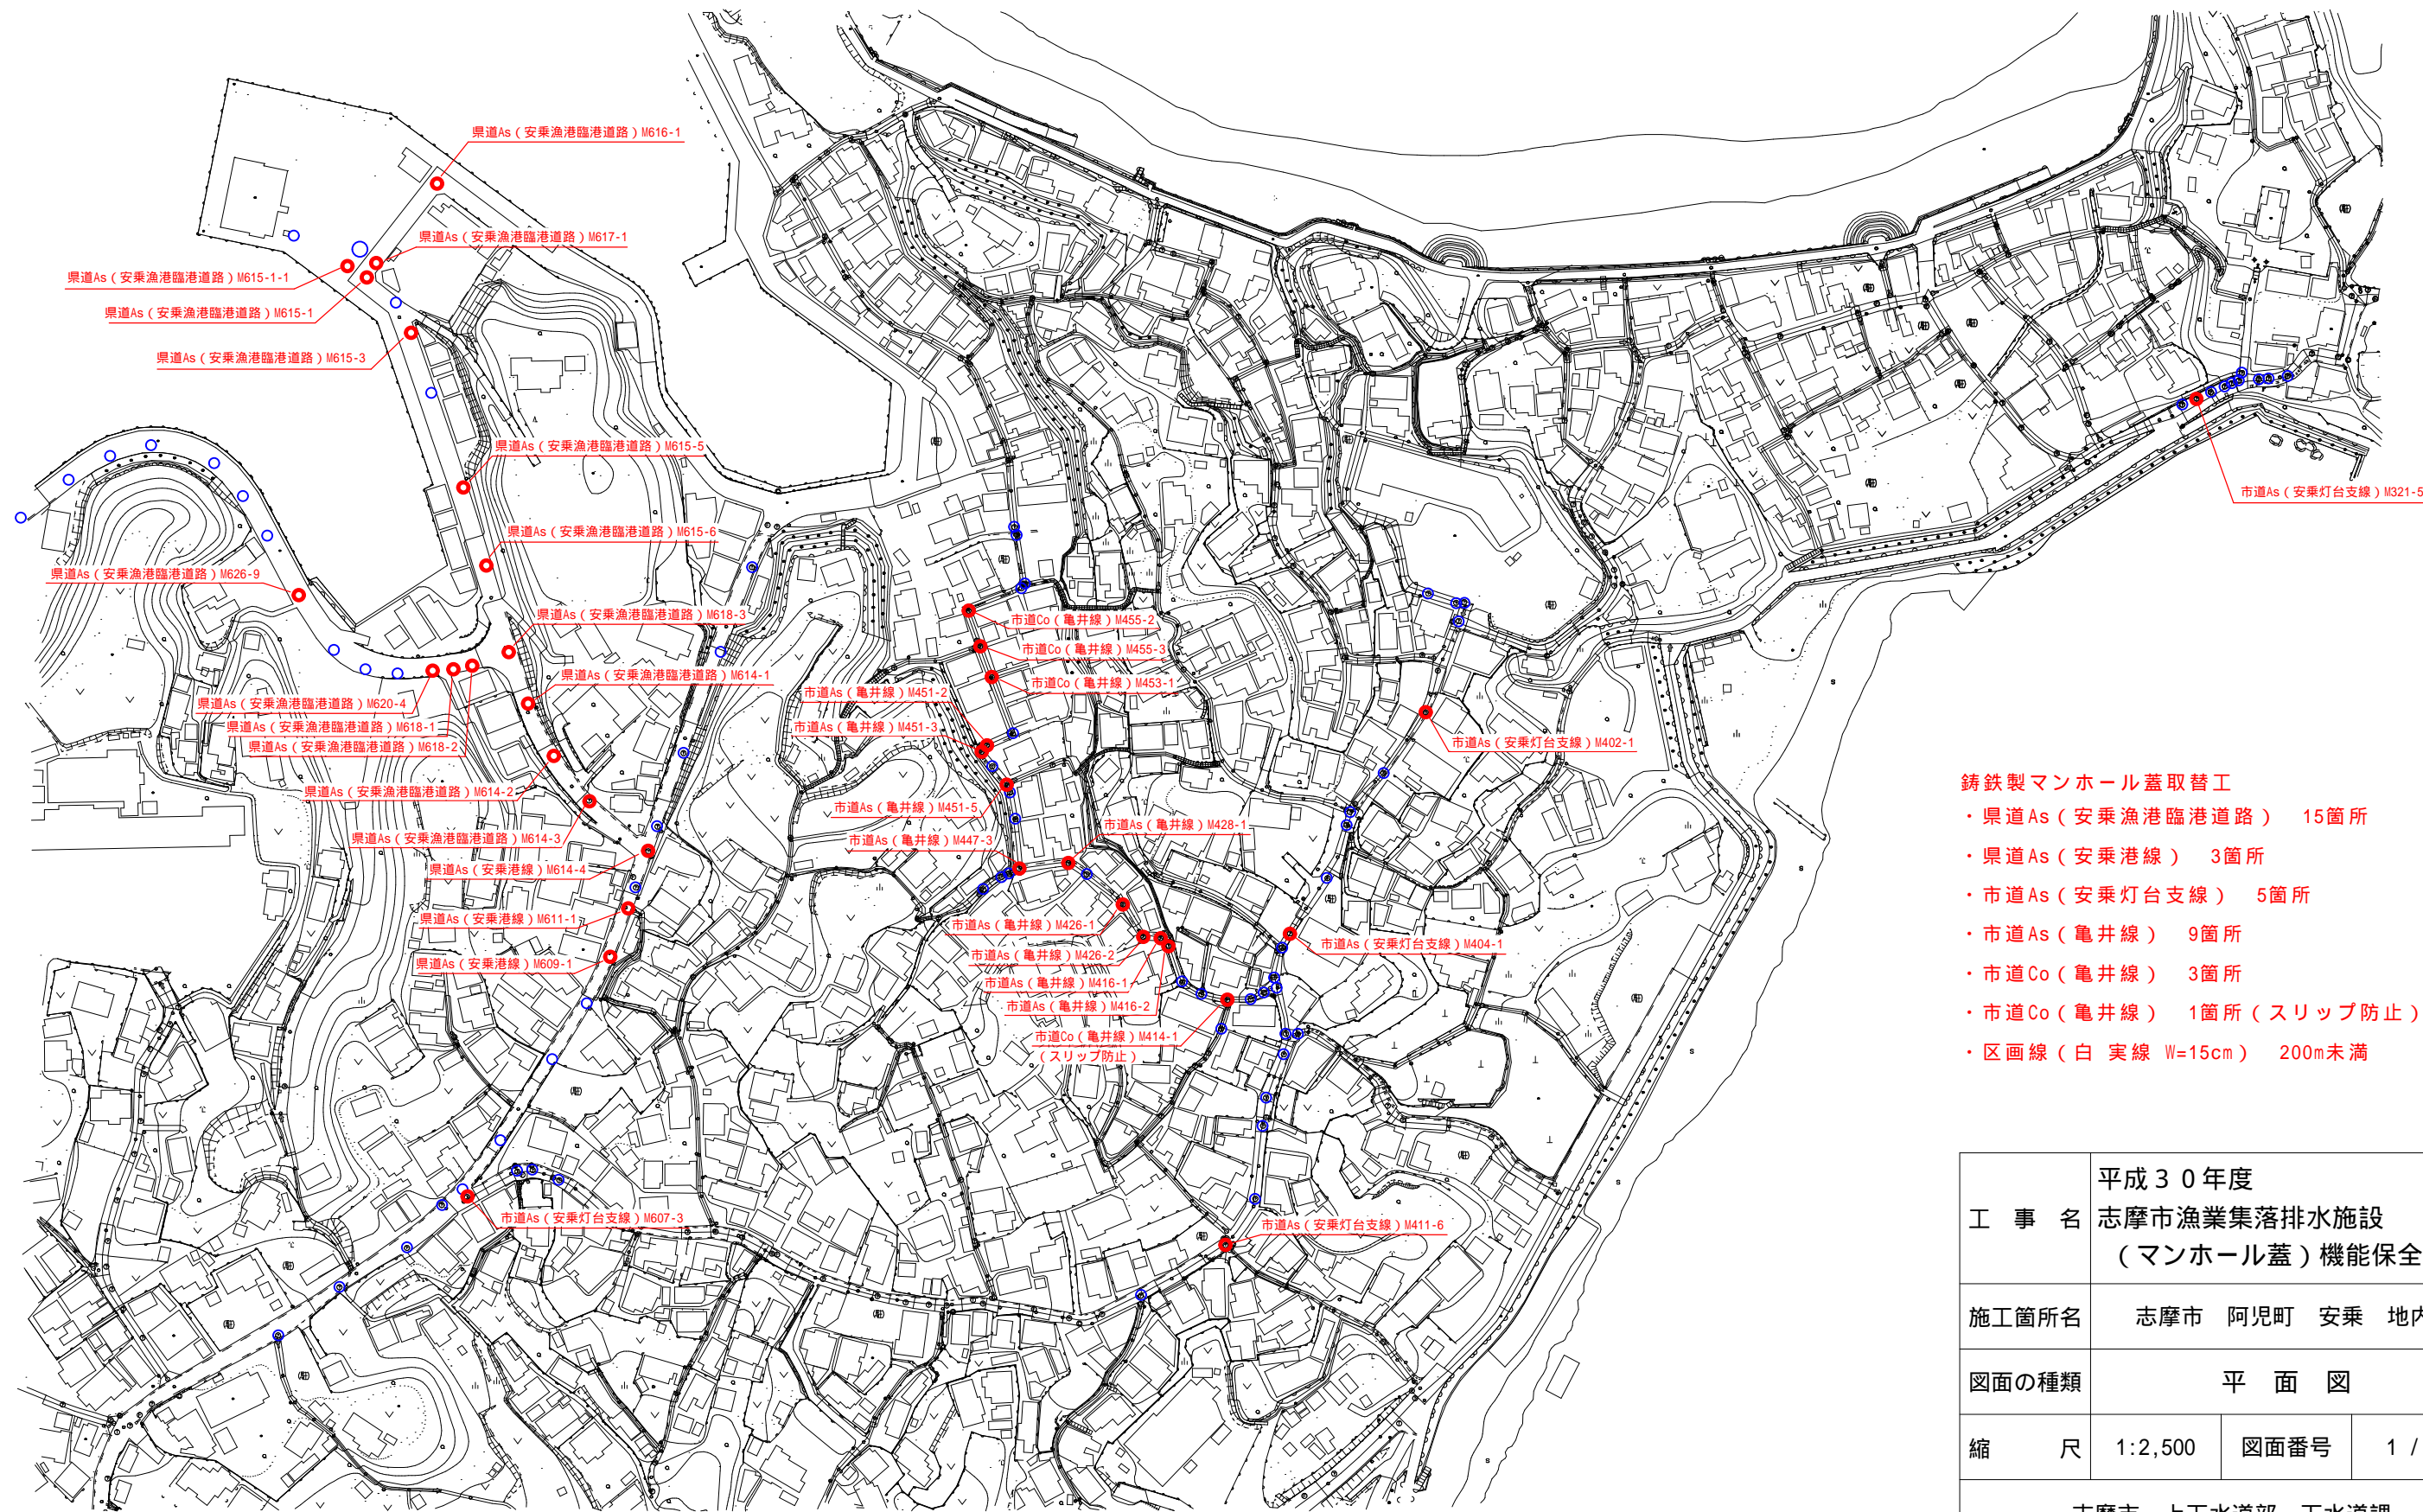 県道As（安乗漁港臨港道路）M616-1
県道As（安乗漁港臨港道路）M617-1
県道As（安乗漁港臨港道路）M615-1-1
県道As（安乗漁港臨港道路）M615-1
県道As（安乗漁港臨港道路）M615-3
県道As（安乗漁港臨港道路）M615-5
市道As（安乗灯台支線）M321-5
県道As（安乗漁港臨港道路）M615-6
県道As（安乗漁港臨港道路）M626-9
県道As（安乗漁港臨港道路）M618-3
市道Co（亀井線）M455-2
市道Co（亀井線）M455-3
県道As（安乗漁港臨港道路）M614-1
市道Co（亀井線）M453-1
市道As（亀井線）M451-2
県道As（安乗漁港臨港道路）M620-4
県道As（安乗漁港臨港道路）M618-1
市道As（亀井線）M451-3
県道As（安乗漁港臨港道路）M618-2
市道As（安乗灯台支線）M402-1
県道As（安乗漁港臨港道路）M614-2
市道As（亀井線）M451-5
市道As（亀井線）M428-1
県道As（安乗漁港臨港道路）M614-3
市道As（亀井線）M447-3
県道As（安乗港線）M614-4
県道As（安乗港線）M611-1
市道As（亀井線）M426-1
市道As（安乗灯台支線）M404-1
市道As（亀井線）M426-2
県道As（安乗港線）M609-1
市道As（亀井線）M416-1
市道As（亀井線）M416-2
市道Co（亀井線）M414-1
（スリップ防止）
市道As（安乗灯台支線）M607-3
市道As（安乗灯台支線）M411-6
鋳鉄製マンホール蓋取替工
・県道As（安乗漁港臨港道路）　15箇所
・県道As（安乗港線）　3箇所
・市道As（安乗灯台支線）　5箇所
・市道As（亀井線）　9箇所
・市道Co（亀井線）　3箇所
・市道Co（亀井線）　1箇所（スリップ防止）
・区画線（白 実線 W=15cm）　200m未満
工　事　名
平成３０年度
志摩市漁業集落排水施設
（マンホール蓋）機能保全
施工箇所名　志摩市　阿児町　安乗　地内
図面の種類　平　面　図
縮　尺　1:2,500　図面番号　1 /
志摩市　上下水道部　下水道課